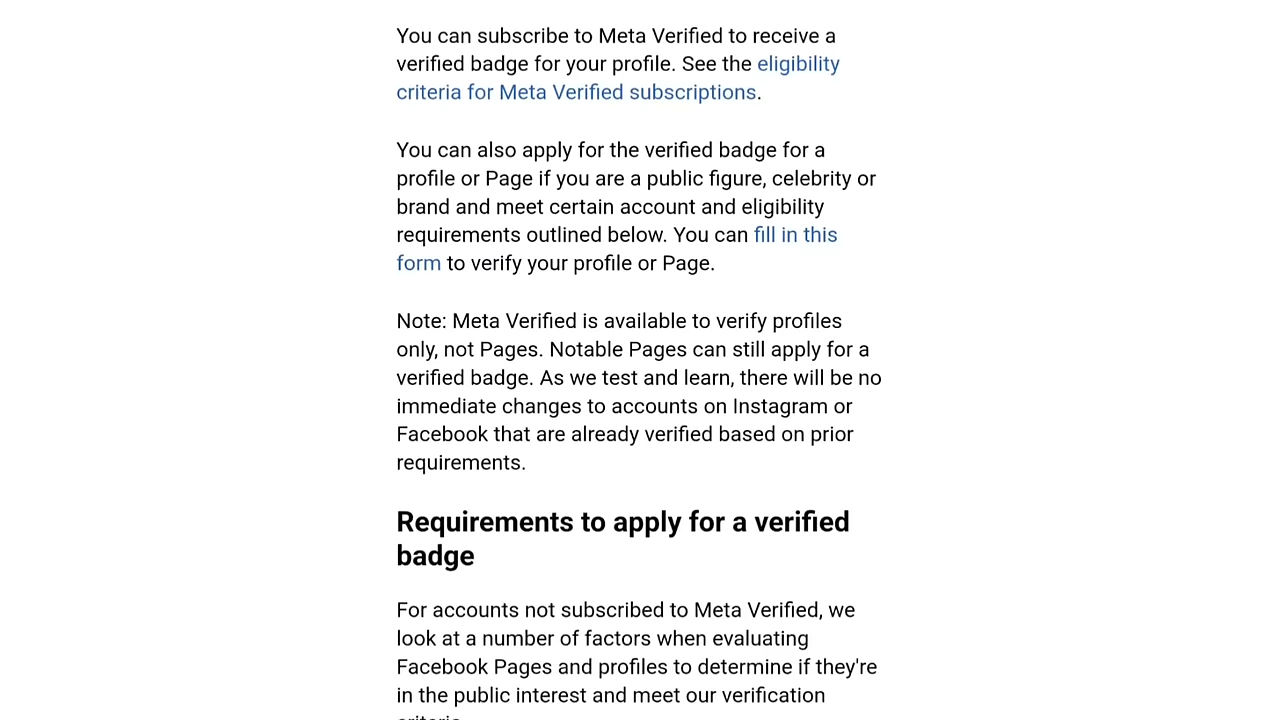 You can subscribe to Meta Verified to receive a
verified badge for your profile. See the eligibility
criteria for Meta Verified subscriptions.
You can also apply for the verified badge for a
profile or Page if you are a public figure, celebrity or
brand and meet certain account and eligibility
requirements outlined below. You can fill in this
form to verify your profile or Page.
Note: Meta Verified is available to verify profiles
only, not Pages. Notable Pages can still apply for a
verified badge. As we test and learn, there will be no
immediate changes to accounts on Instagram or
Facebook that are already verified based on prior
requirements.
Requirements to apply for a verified
badge
For accounts not subscribed to Meta Verified, we
look at a number of factors when evaluating
Facebook Pages and profiles to determine if they're
in the public interest and meet our verification